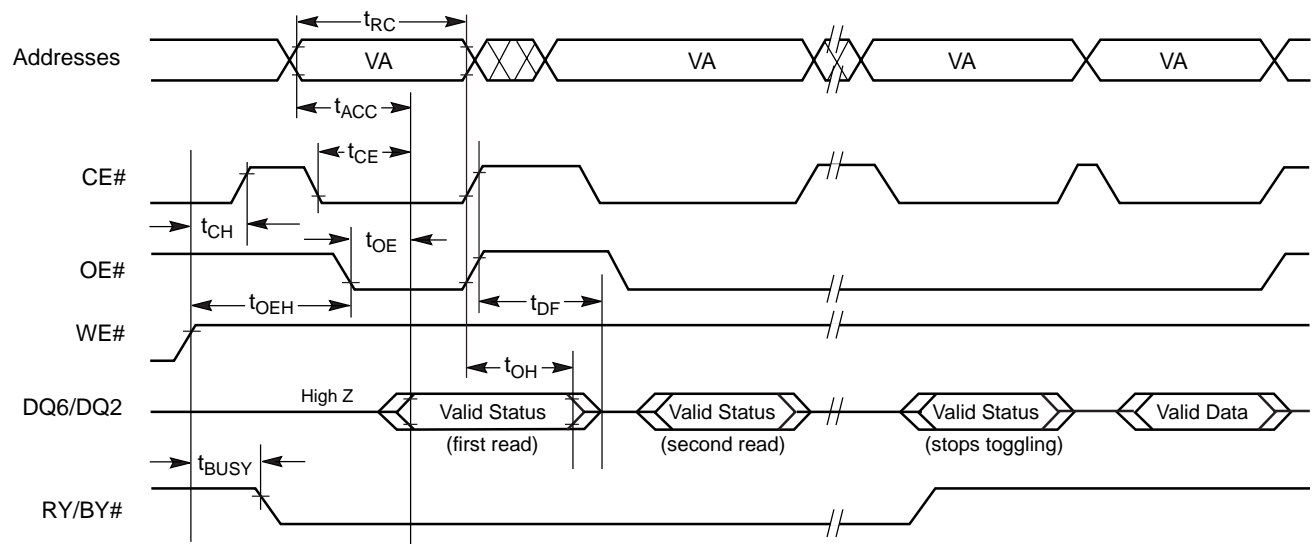 tRC
Addresses VA VA VA VA
tACC
tCE
CE#
tCH tOE
OE#
tOEH tDF
WE#
tOH
High Z
DQ6/DQ2 Valid Status Valid Status Valid Status Valid Data
(first read) (second read) (stops toggling)
tBUSY
RY/BY#